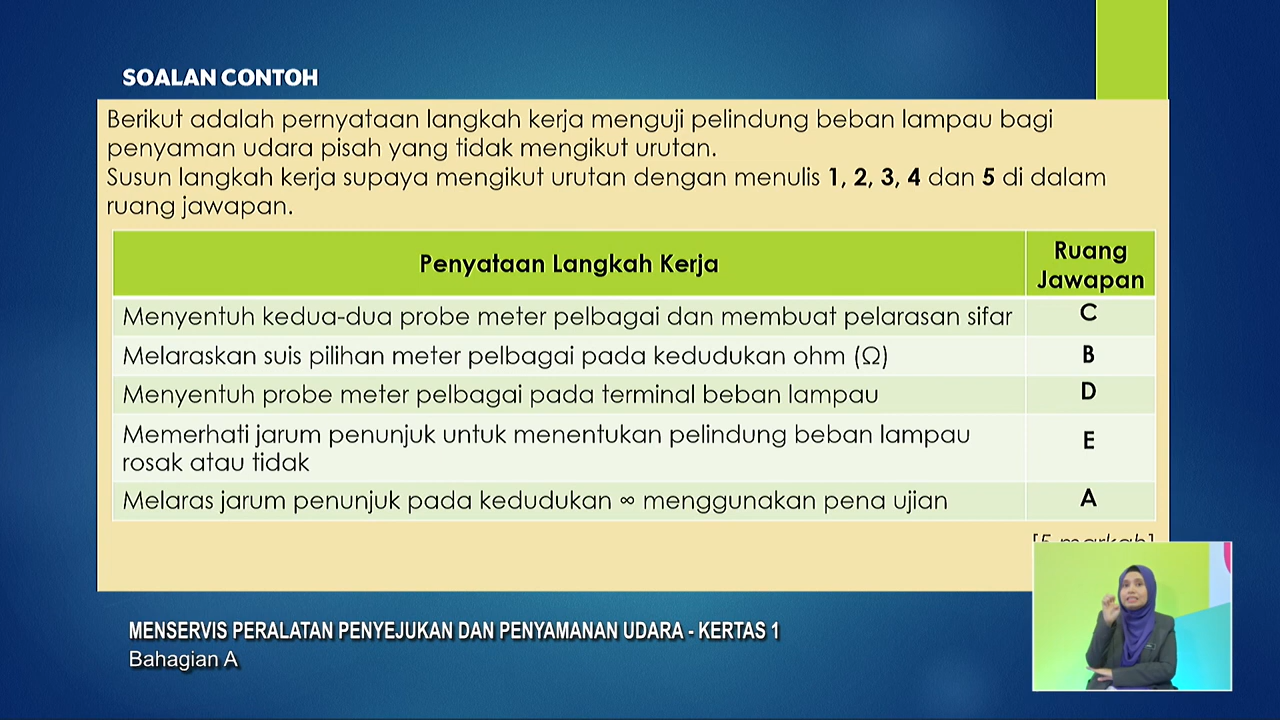 SOALAN CONTOH
Berikut adalah pernyataan langkah kerja menguji pelindung beban lampau bagi
penyaman udara pisah yang tidak mengikut urutan.
Susun langkah kerja supaya mengikut urutan dengan menulis 1, 2, 3, 4 dan 5 di dalam
ruang jawapan.
Penyataan Langkah Kerja
Ruang
Jawapan
Menyentuh kedua-dua probe meter pelbagai dan membuat pelarasan sifar
C
Melaraskan suis pilihan meter pelbagai pada kedudukan ohm (Ω)
B
Menyentuh probe meter pelbagai pada terminal beban lampau
D
Memerhati jarum penunjuk untuk menentukan pelindung beban lampau
rosak atau tidak
E
Melaras jarum penunjuk pada kedudukan ∞ menggunakan pena ujian
A
[5 markah]
MENSERVIS PERALATAN PENYEJUKAN DAN PENYAMANAN UDARA - KERTAS 1
Bahagian A